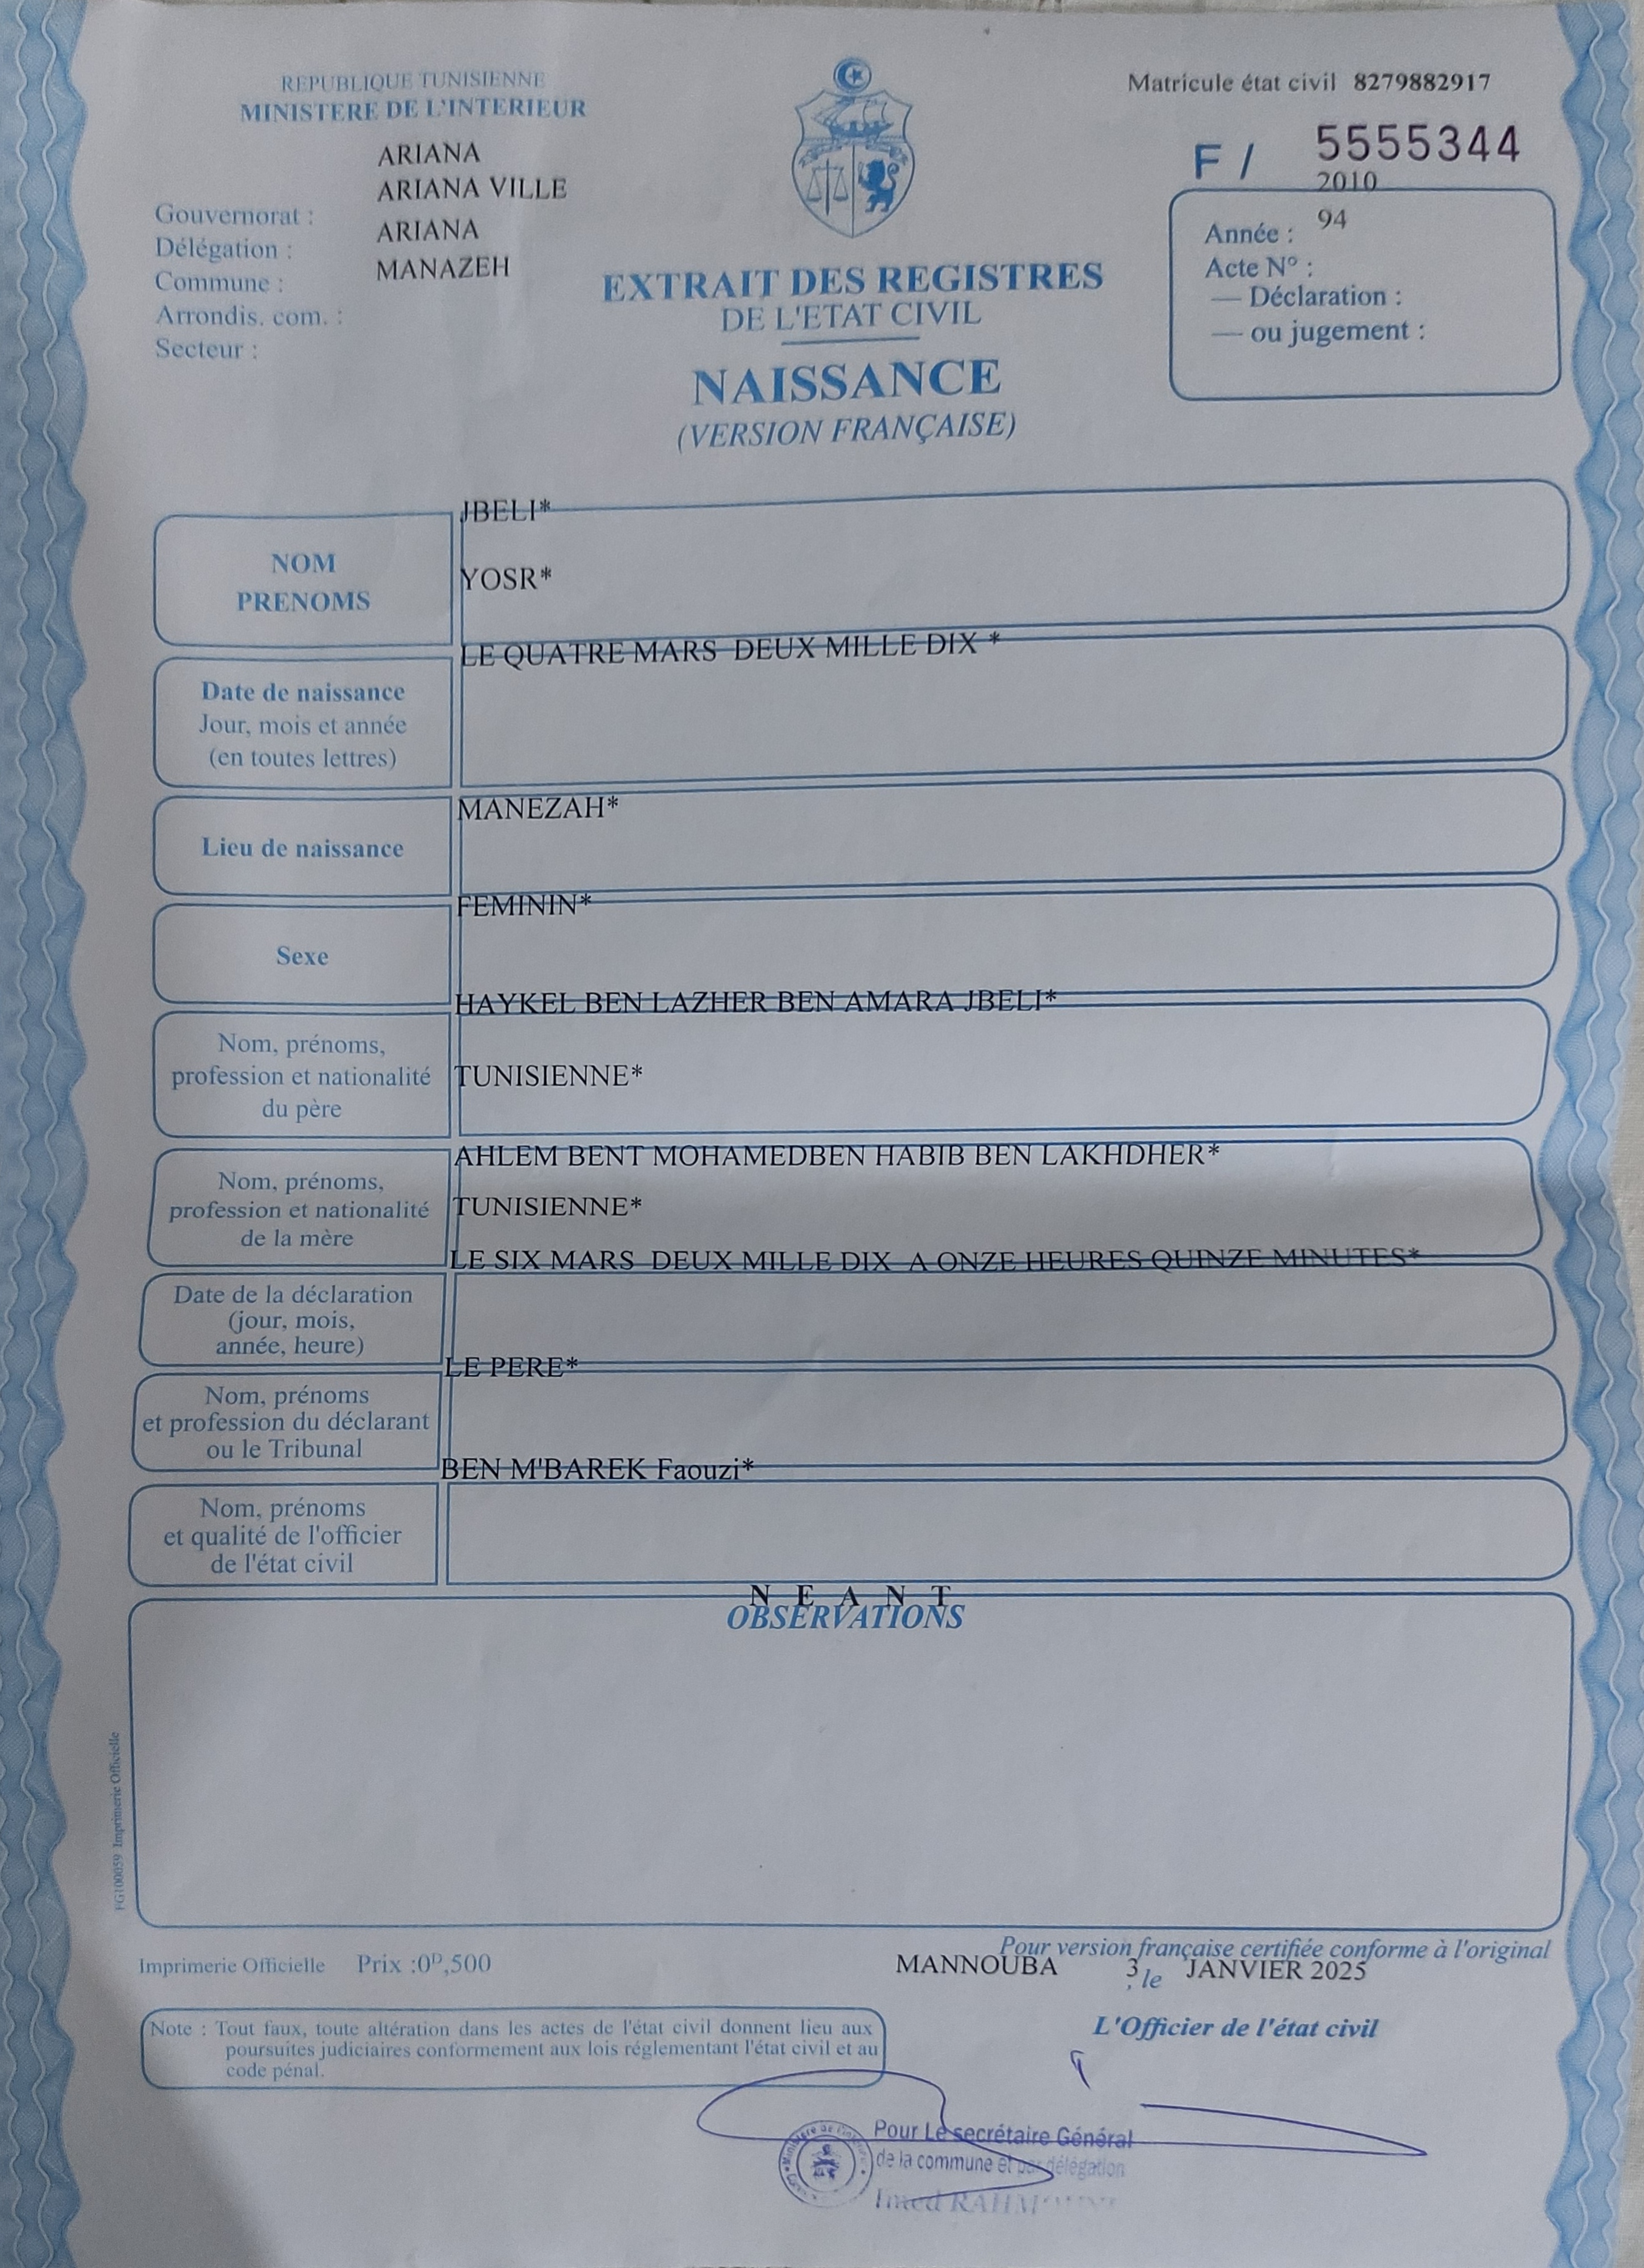 REPUBLIQUE TUNISIENNE
MINISTERE DE L'INTERIEUR
ARIANA
ARIANA VILLE
Gouvernorat :
ARIANA
Délégation :
MANAZEH
Commune :
Arrondis. com. :
Secteur :
Matricule état civil 8279882917
F / 5555344
2010
Année : 94
Acte N° :
— Déclaration :
— ou jugement :
EXTRAIT DES REGISTRES
DE L'ETAT CIVIL
NAISSANCE
(VERSION FRANÇAISE)
NOM
PRENOMS
JBELI*
YOSR*
Date de naissance
Jour, mois et année
(en toutes lettres)
LE QUATRE MARS DEUX MILLE DIX *
Lieu de naissance
MANEZAH*
Sexe
FEMININ*
Nom, prénoms,
profession et nationalité
du père
HAYKEL BEN LAZHER BEN AMARA JBELI*
TUNISIENNE*
Nom, prénoms,
profession et nationalité
de la mère
AHLEM BENT MOHAMEDBEN HABIB BEN LAKHDHER*
TUNISIENNE*
Date de la déclaration
(jour, mois,
année, heure)
LE SIX MARS DEUX MILLE DIX A ONZE HEURES QUINZE MINUTES*
Nom, prénoms
et profession du déclarant
ou le Tribunal
LE PERE*
Nom, prénoms
et qualité de l'officier
de l'état civil
BEN M'BAREK Faouzi*
N E A N T
OBSERVATIONS
FG100059 Imprimerie Officielle
Imprimerie Officielle Prix :0ᴰ,500
Pour version française certifiée conforme à l'original
MANNOUBA 3 , le JANVIER 2025
L'Officier de l'état civil
Note : Tout faux, toute altération dans les actes de l'état civil donnent lieu aux
poursuites judiciaires conformement aux lois réglementant l'état civil et au
code pénal.
Pour Le secrétaire Général
de la commune et par délégation
Imed